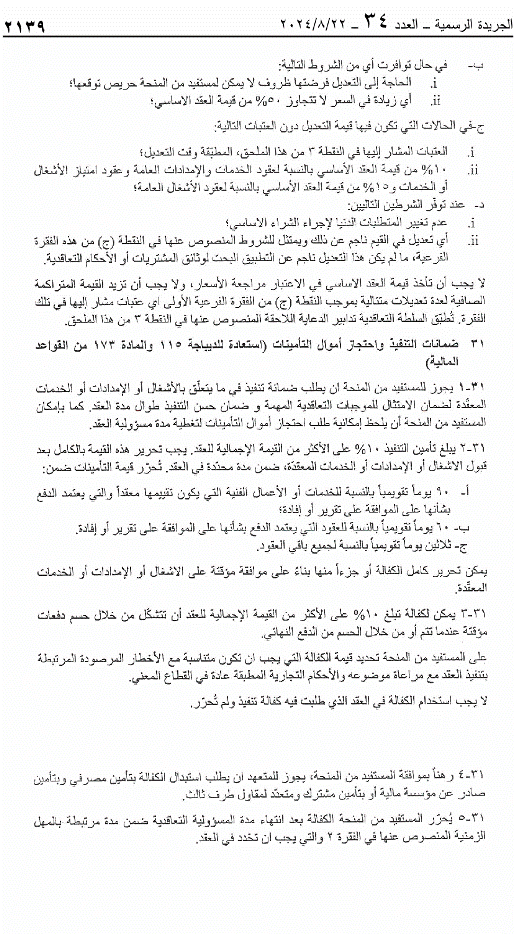 الجريدة الرسمية ــ العدد ٣٤ ــ ٢٠٢٤/٨/٢٢
٢١٣٩
ب- في حال توافرت أي من الشروط التالية:
i. الحاجة إلى التعديل فرضتها ظروف لا يمكن لمستفيد من المنحة حريص توقعها؛
ii. أي زيادة في السعر لا تتجاوز ٥٠% من قيمة العقد الاساسي؛
ج-في الحالات التي تكون فيها قيمة التعديل دون العتبات التالية:
i. العتبات المشار إليها في النقطة ٣ من هذا الملحق، المطبّقة وقت التعديل؛
ii. ١٠% من قيمة العقد الأساسي بالنسبة لعقود الخدمات والإمدادات العامة وعقود امتياز الأشغال
أو الخدمات و١٥% من قيمة العقد الأساسي بالنسبة لعقود الأشغال العامة؛
د- عند توفّر الشرطين التاليين:
i. عدم تغيير المتطلبات الدنيا لإجراء الشراء الاساسي؛
ii أي تعديل في القيم ناجم عن ذلك ويمتثل للشروط المنصوص عنها في النقطة (ج) من هذه الفقرة
الفرعية، ما لم يكن هذا التعديل ناجم عن التطبيق البحت لوثائق المشتريات أو الأحكام التعاقدية.
لا يجب أن تأخذ قيمة العقد الاساسي في الاعتبار مراجعة الأسعار، ولا يجب أن تزيد القيمة المتراكمة
الصافية لعدة تعديلات متتالية بموجب النقطة (ج) من الفقرة الفرعية الأولى اي عتبات مشار إليها في تلك
الفقرة. تُطبّق السلطة التعاقدية تدابير الدعاية اللاحقة المنصوص عنها في النقطة ٣ من هذا الملحق.
٣١ ضمانات التنفيذ واحتجاز أموال التأمينات (استعادة للديباجة ١١٥ والمادة ١٧٣ من القواعد
المالية)
٣١-١ يجوز للمستفيد من المنحة ان يطلب ضمانة تنفيذ في ما يتعلّق بالأشغال أو الإمدادات أو الخدمات
المعقدة لضمان الامتثال للموجبات التعاقدية المهمة و ضمان حسن التنفيذ طوال مدة العقد. كما بإمكان
المستفيد من المنحة أن يلحظ إمكانية طلب احتجاز أموال التأمينات لتغطية مدة مسؤولية العقد.
٣١-٢ يبلغ تأمين التنفيذ ١٠% على الأكثر من القيمة الإجمالية للعقد. يجب تحرير هذه القيمة بالكامل بعد
قبول الاشغال أو الإمدادات أو الخدمات المعقدة، ضمن مدة محدّدة في العقد. تُحرّر قيمة التأمينات ضمن:
أ- ٩٠ يوماً تقويمياً بالنسبة للخدمات أو الأعمال الفنية التي يكون تقييمها معقداً والتي يعتمد الدفع
بشأنها على الموافقة على تقرير أو إفادة؛
ب- ٦٠ يوماً تقويمياً بالنسبة للعقود التي يعتمد الدفع بشأنها على الموافقة على تقرير أو إفادة.
ج- ثلاثين يوماً تقويمياً بالنسبة لجميع باقي العقود.
يمكن تحرير كامل الكفالة أو جزءاً منها بناءً على موافقة مؤقتة على الاشغال أو الإمدادات أو الخدمات
المعقّدة.
٣١-٣ يمكن لكفالة تبلغ ١٠% على الأكثر من القيمة الإجمالية للعقد أن تتشكّل من خلال حسم دفعات
مؤقتة عندما تتم أو من خلال الحسم من الدفع النهائي.
على المستفيد من المنحة تحديد قيمة الكفالة التي يجب ان تكون متناسبة مع الأخطار المرصودة المرتبطة
بتنفيذ العقد مع مراعاة موضوعه والأحكام التجارية المطبقة عادة في القطاع المعني.
لا يجب استخدام الكفالة في العقد الذي طلبت فيه كفالة تنفيذ ولم تُحرّر.
٣١-٤ رهناً بموافقة المستفيد من المنحة، يجوز للمتعهد ان يطلب استبدال الكفالة بتأمين مصرفي وبتأمين
صادر عن مؤسسة مالية أو بتأمين مشترك ومتعدّد لمقاول طرف ثالث.
٣١-٥ يُحرّر المستفيد من المنحة الكفالة بعد انتهاء مدة المسؤولية التعاقدية ضمن مدة مرتبطة بالمهل
الزمنية المنصوص عنها في الفقرة ٢ والتي يجب ان تحدد في العقد.